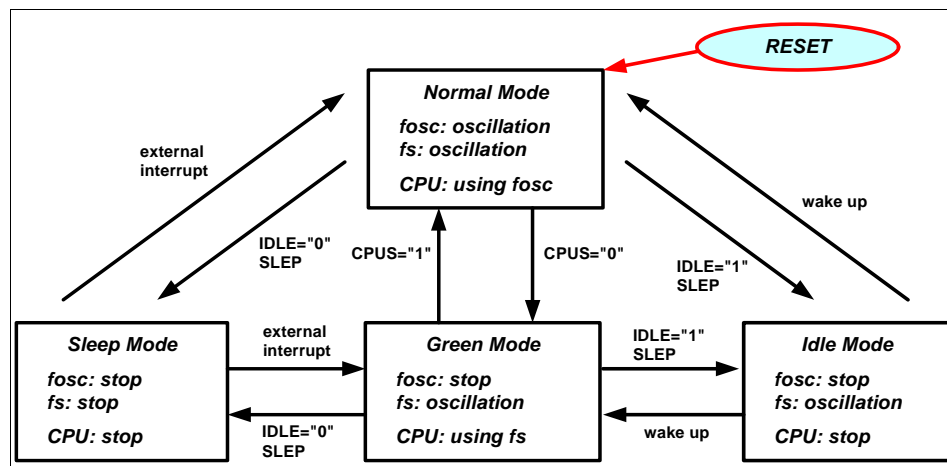 RESET
Normal Mode
fosc: oscillation
fs: oscillation
CPU: using fosc
external
interrupt
wake up
IDLE="0"
SLEP
CPUS="1"
CPUS="0"
IDLE="1"
SLEP
Sleep Mode
fosc: stop
fs: stop
CPU: stop
external
interrupt
IDLE="0"
SLEP
Green Mode
fosc: stop
fs: oscillation
CPU: using fs
IDLE="1"
SLEP
wake up
Idle Mode
fosc: stop
fs: oscillation
CPU: stop